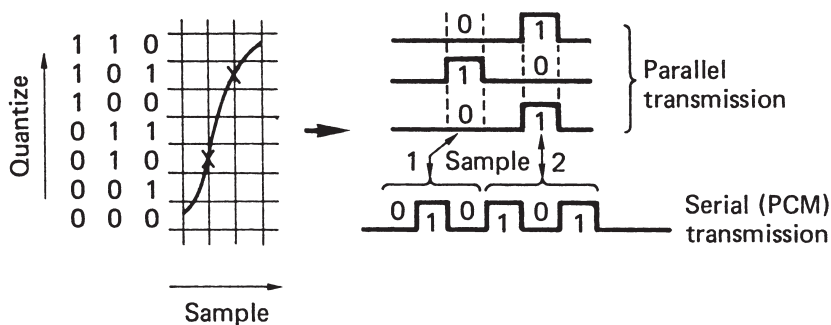 Quantize
1 1 0
1 0 1
1 0 0
0 1 1
0 1 0
0 0 1
0 0 0
Sample
0 1
1 0
0 1
Parallel
transmission
1 Sample 2
0 1 0 1 0 1
Serial (PCM)
transmission